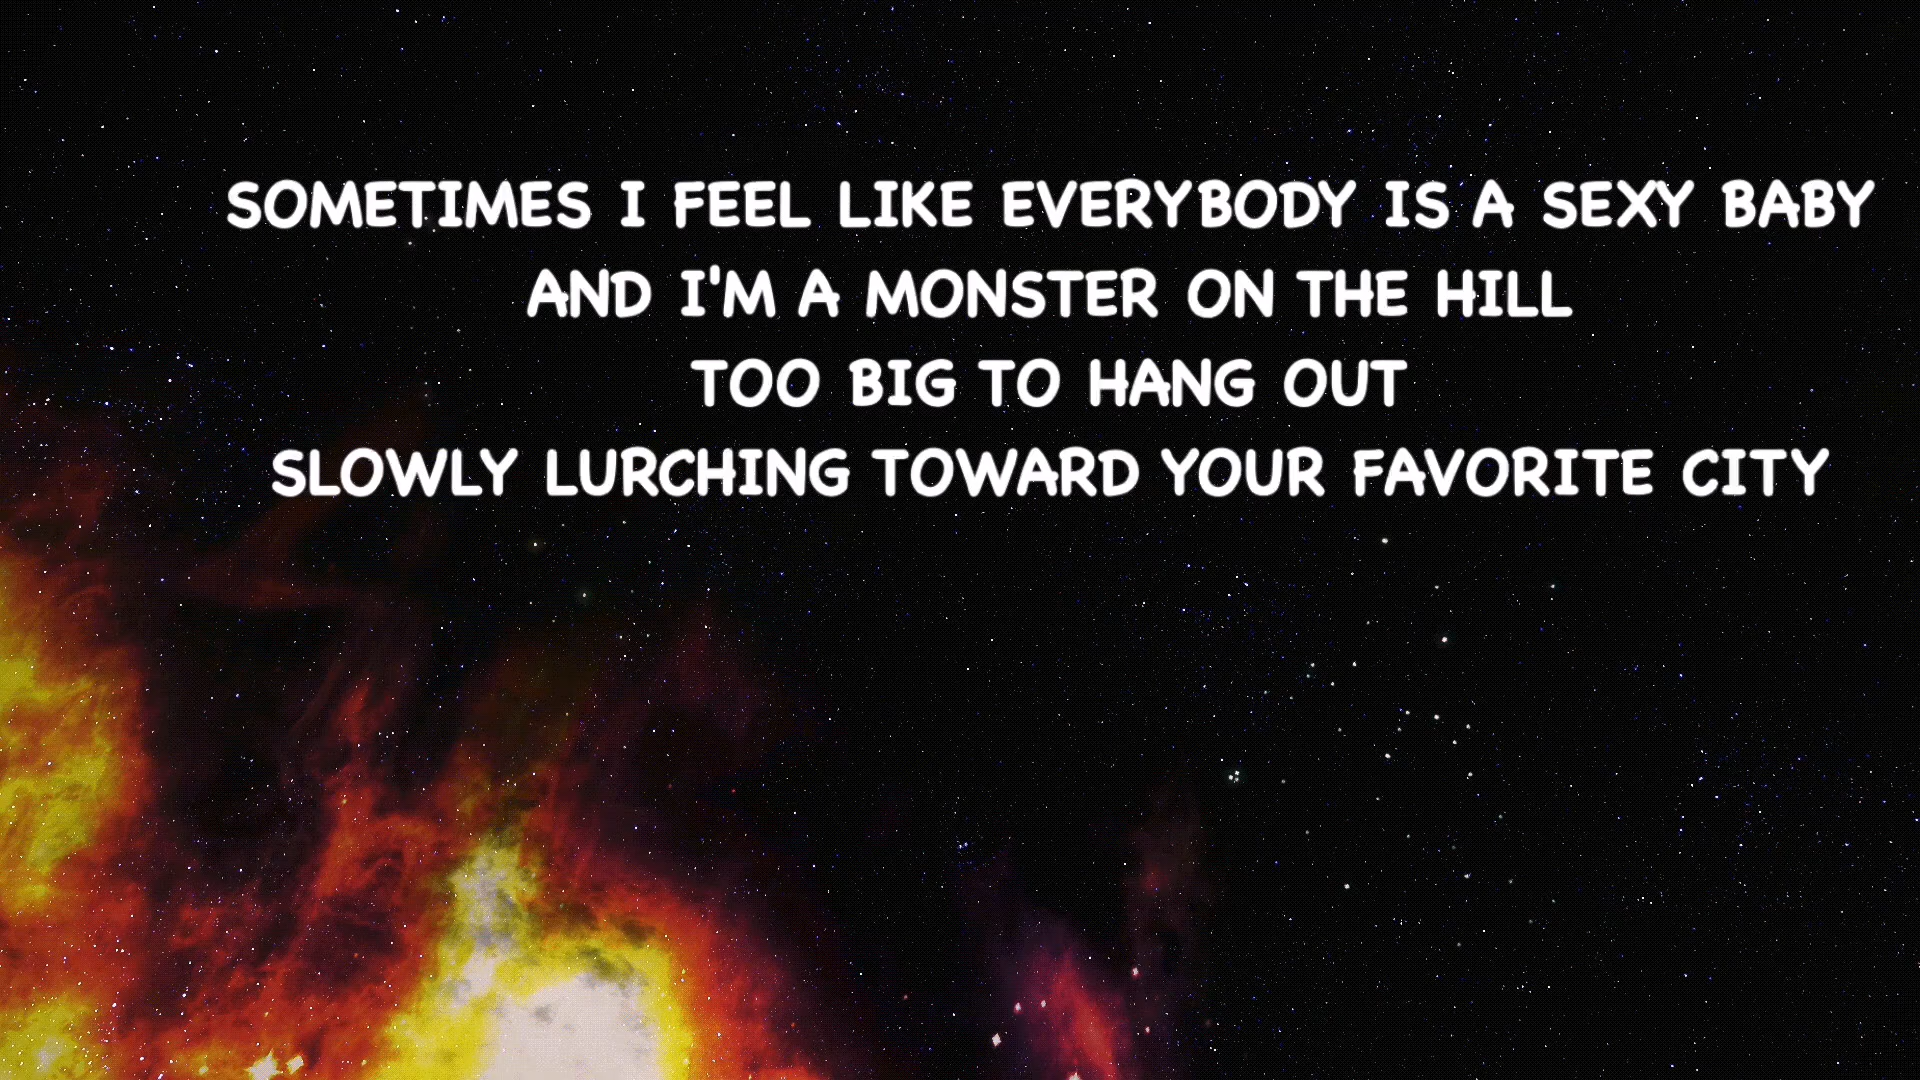 SOMETIMES I FEEL LIKE EVERYBODY IS A SEXY BABY
AND I'M A MONSTER ON THE HILL
TOO BIG TO HANG OUT
SLOWLY LURCHING TOWARD YOUR FAVORITE CITY